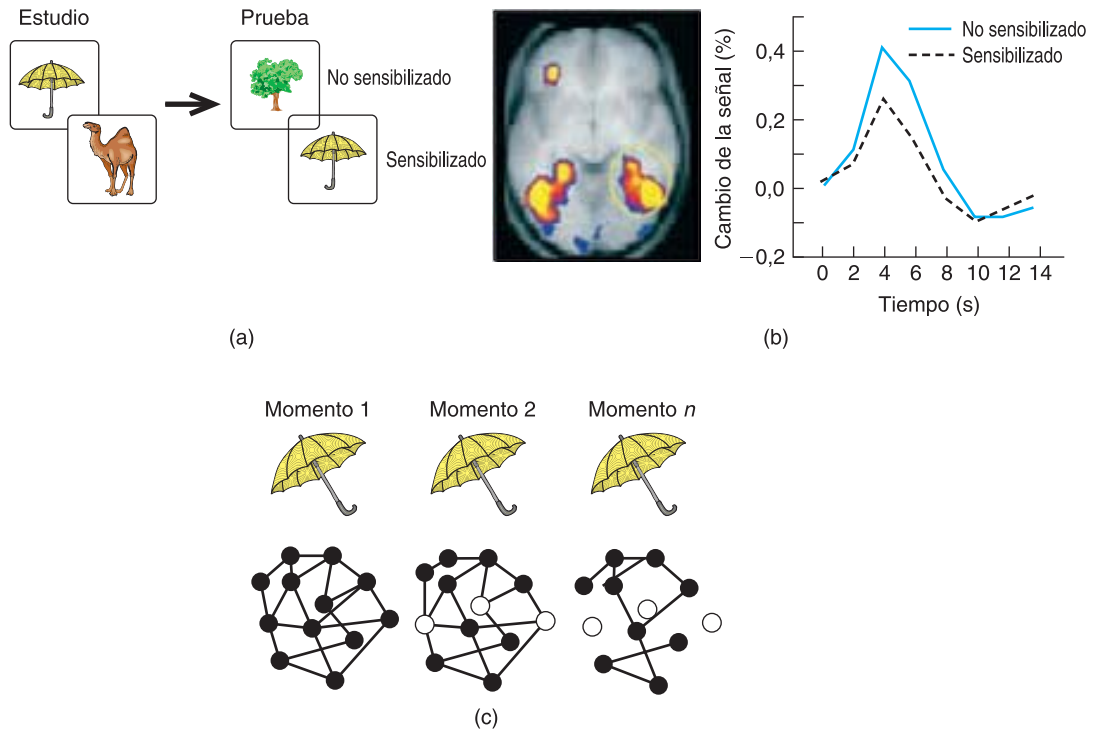 Estudio
Prueba
No sensibilizado
Sensibilizado
(a)
Cambio de la señal (%)
0,4
0,2
0,0
−0,2
No sensibilizado
Sensibilizado
0 2 4 6 8 10 12 14
Tiempo (s)
(b)
Momento 1
Momento 2
Momento n
(c)